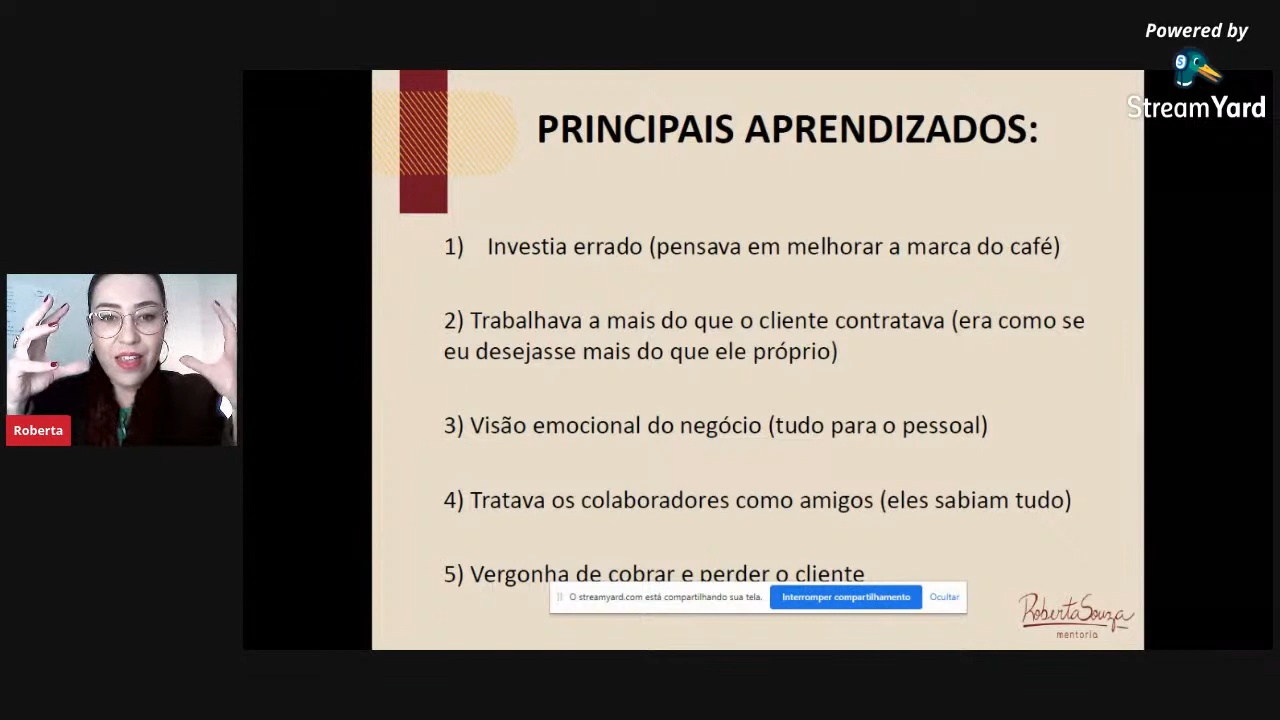 Powered by
StreamYard
PRINCIPAIS APRENDIZADOS:
1) Investia errado (pensava em melhorar a marca do café)
2) Trabalhava a mais do que o cliente contratava (era como se
eu desejasse mais do que ele próprio)
3) Visão emocional do negócio (tudo para o pessoal)
Roberta
4) Tratava os colaboradores como amigos (eles sabiam tudo)
5) Vergonha de cobrar e perder o cliente
O streamyard.com está compartilhando sua tela. Interromper compartilhamento Ocultar
Roberta Souza
mentoria